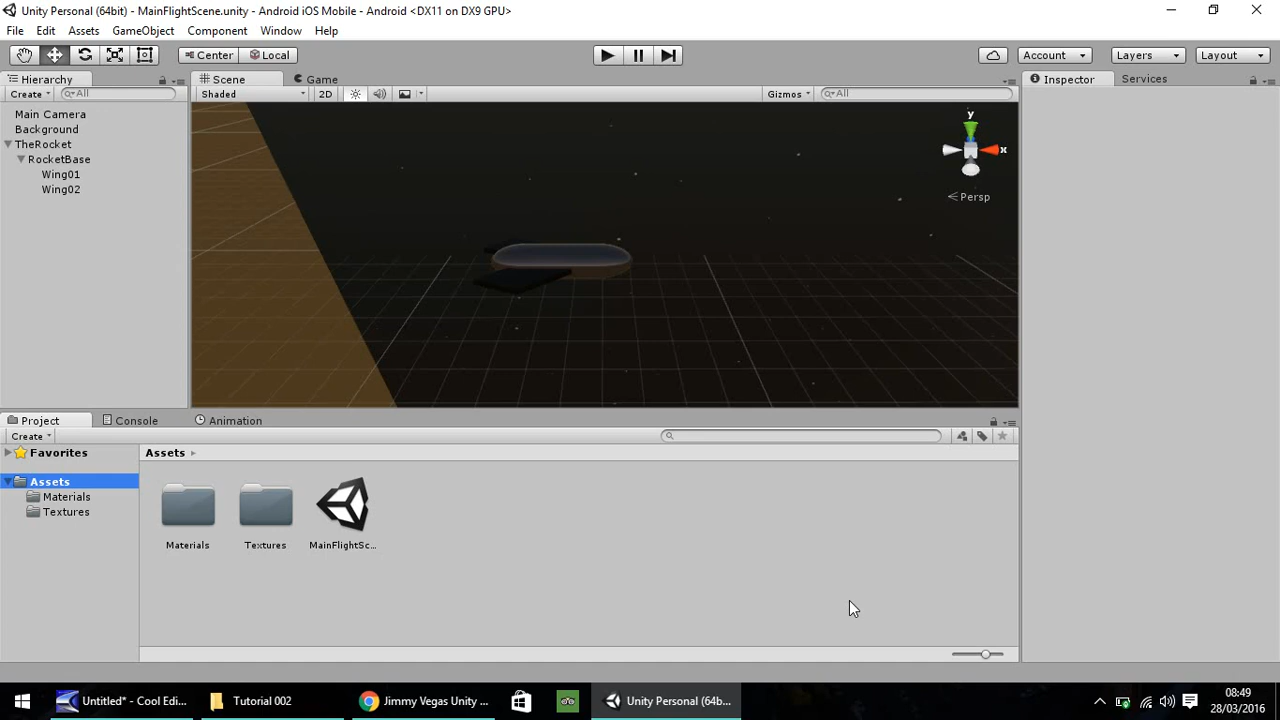 Unity Personal (64bit) - MainFlightScene.unity - Android iOS Mobile - Android <DX11 on DX9 GPU>
File Edit Assets GameObject Component Window Help
Center Local Account Layers Layout
Hierarchy Scene Game Inspector Services
Create All Shaded 2D Gizmos All
Main Camera
Background
TheRocket
RocketBase
Wing01
Wing02
y
x
Persp
Project Console Animation
Create
Favorites
Assets
Assets
Materials
Textures
Materials Textures MainFlightSc...
Untitled* - Cool Edi... Tutorial 002 Jimmy Vegas Unity ... Unity Personal (64b...
08:49
28/03/2016